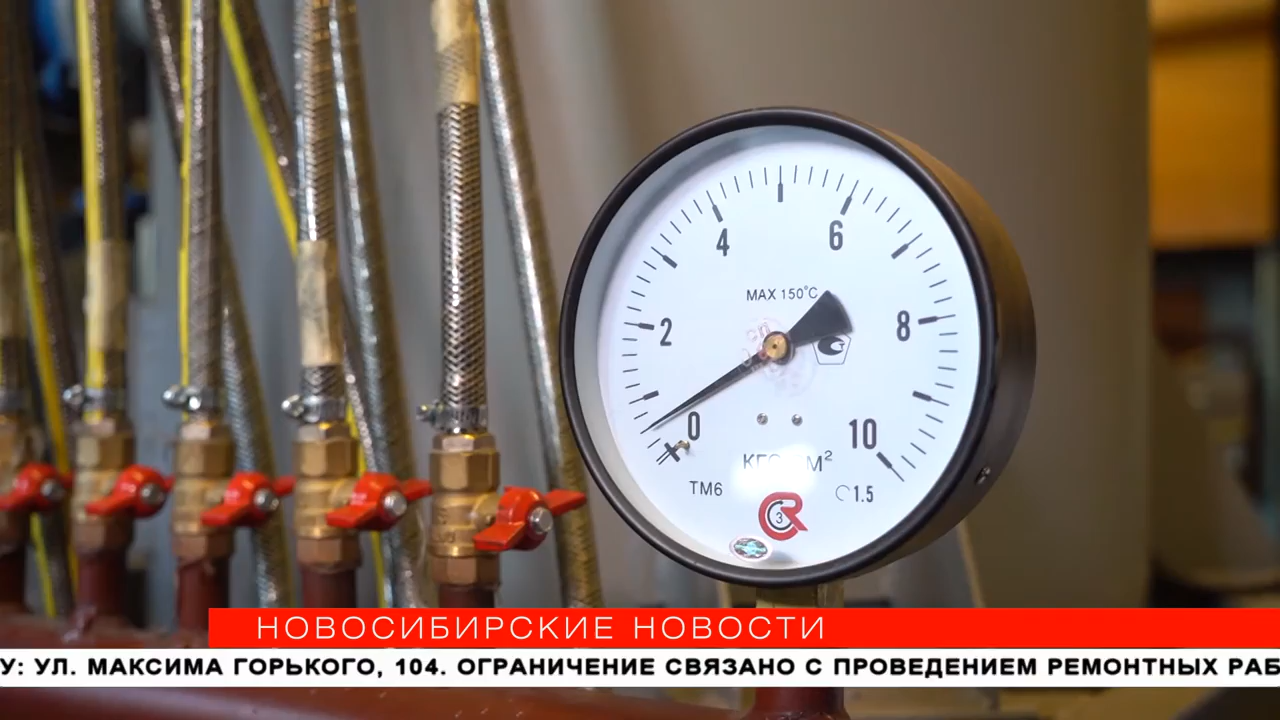 4
6
MAX 150°C
2
8
0
10
ТМ6
1.5
З
НОВОСИБИРСКИЕ НОВОСТИ
У: УЛ. МАКСИМА ГОРЬКОГО, 104. ОГРАНИЧЕНИЕ СВЯЗАНО С ПРОВЕДЕНИЕМ РЕМОНТНЫХ РАБ